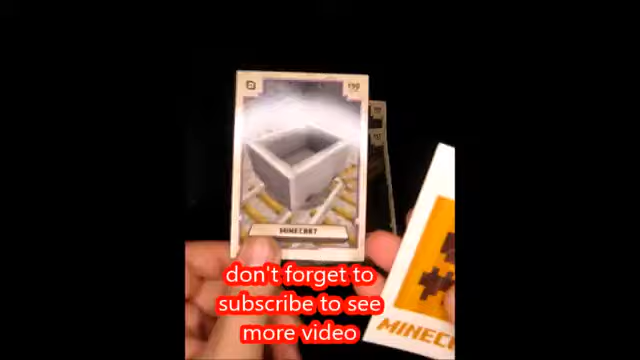 MINECART
don't forget to
subscribe to see
more video
MINEC